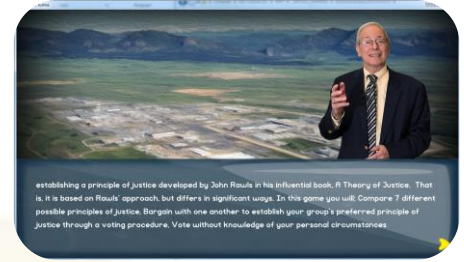 establishing a principle of justice developed by John Rawls in his influential book, A Theory of Justice. That
is, it is based on Rawls' approach, but differs in significant ways. In this game you will: Compare 7 different
possible principles of justice, Bargain with one another to establish your group's preferred principle of
justice through a voting procedure, Vote without knowledge of your personal circumstances